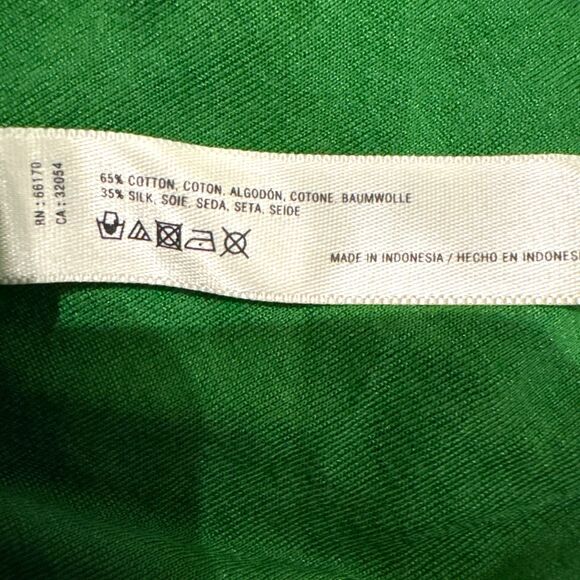 RN: 66170
CA: 32054
65% COTTON, COTON, ALGODÓN, COTONE, BAUMWOLLE
35% SILK, SOIE, SEDA, SETA, SEIDE
MADE IN INDONESIA / HECHO EN INDONES